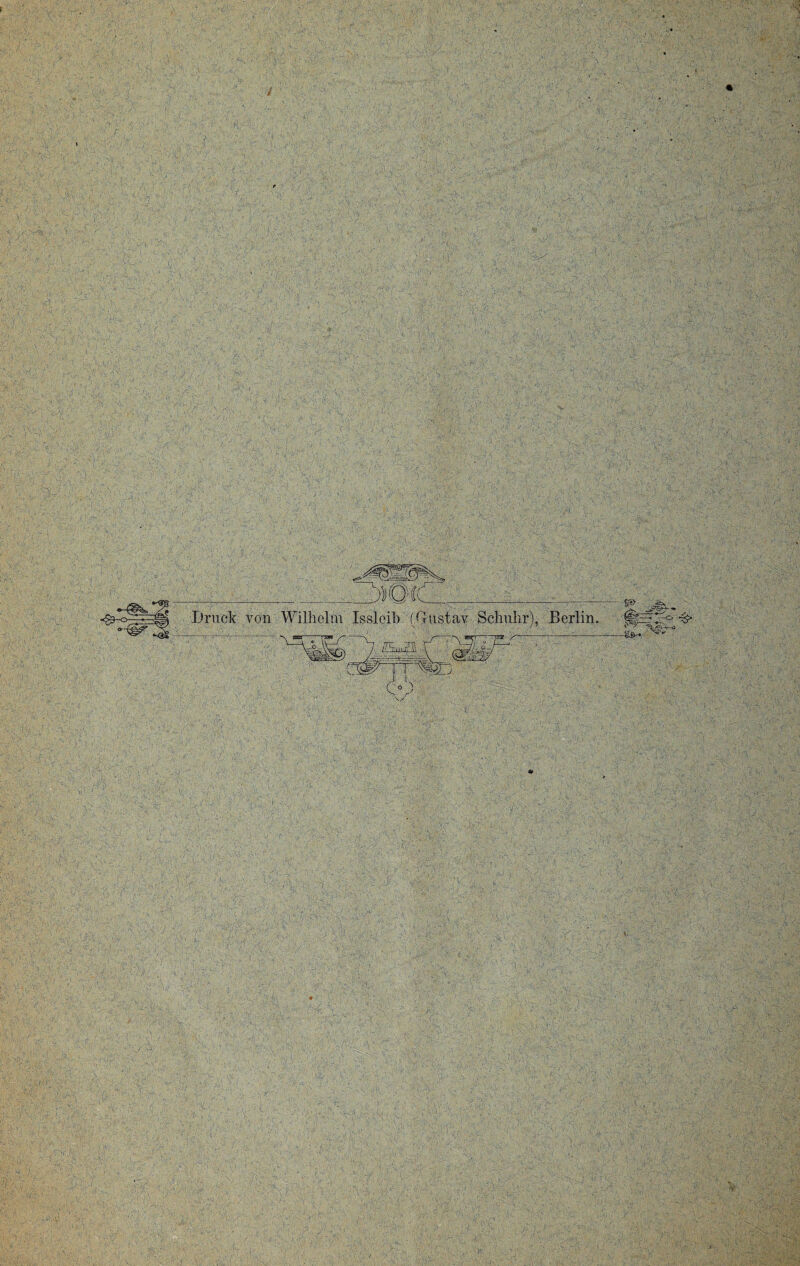 Druck von Wilhelm Issleib (Gustav Schuhr), Berlin.